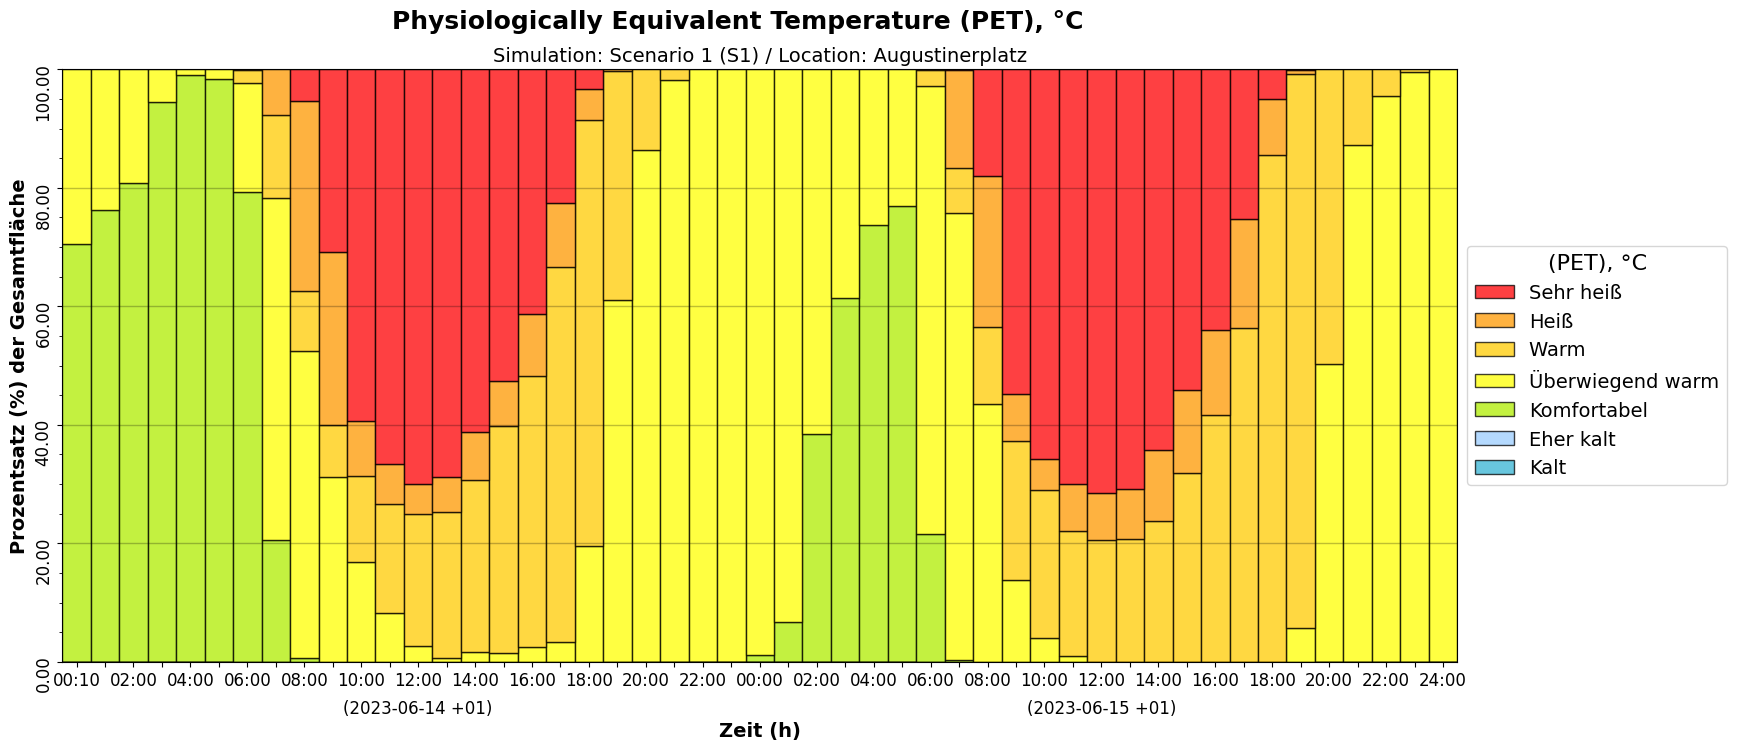 Physiologically Equivalent Temperature (PET), °C
Simulation: Scenario 1 (S1) / Location: Augustinerplatz
Prozentsatz (%) der Gesamtfläche
100.00
80.00
60.00
40.00
20.00
0.00
00:10 02:00 04:00 06:00 08:00 10:00 12:00 14:00 16:00 18:00 20:00 22:00 00:00 02:00 04:00 06:00 08:00 10:00 12:00 14:00 16:00 18:00 20:00 22:00 24:00
(2023-06-14 +01) (2023-06-15 +01)
Zeit (h)
(PET), °C
Sehr heiß
Heiß
Warm
Überwiegend warm
Komfortabel
Eher kalt
Kalt